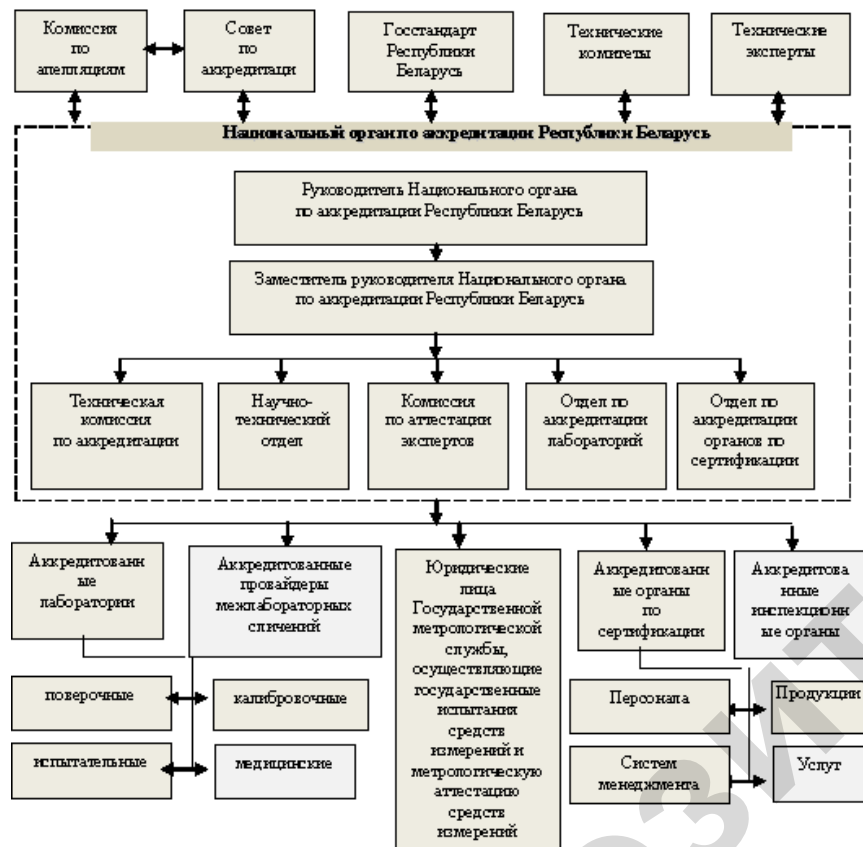 Комиссия
по
апелляциям
Совет
по
аккредитаци
Госстандарт
Республики
Беларусь
Технические
комитеты
Технические
эксперты
Национальный орган по аккредитации Республики Беларусь
Руководитель Национального органа
по аккредитации Республики Беларусь
Заместитель руководителя Национального органа
по аккредитации Республики Беларусь
Техническая
комиссия
по аккредитации
Научно-
технический
отдел
Комиссия
по аттестации
экспертов
Отдел по
аккредитации
лабораторий
Отдел по
аккредитации
органов по
сертификации
Аккредитованн
ые
лаборатории
Аккредитованные
провайдеры
межлабораторных
сличений
Юридические
лица
Государственной
метрологической
службы,
осуществляющие
государственные
испытания
средств
измерений и
метрологическую
аттестацию
средств
измерений
Аккредитованн
ые органы
по
сертификации
Аккредитова
нные
инспекционн
ые органы
поверочные
калибровочные
испытательные
медицинские
Персонала
Продукции
Систем
менеджмента
Услуг
ОЗИТ